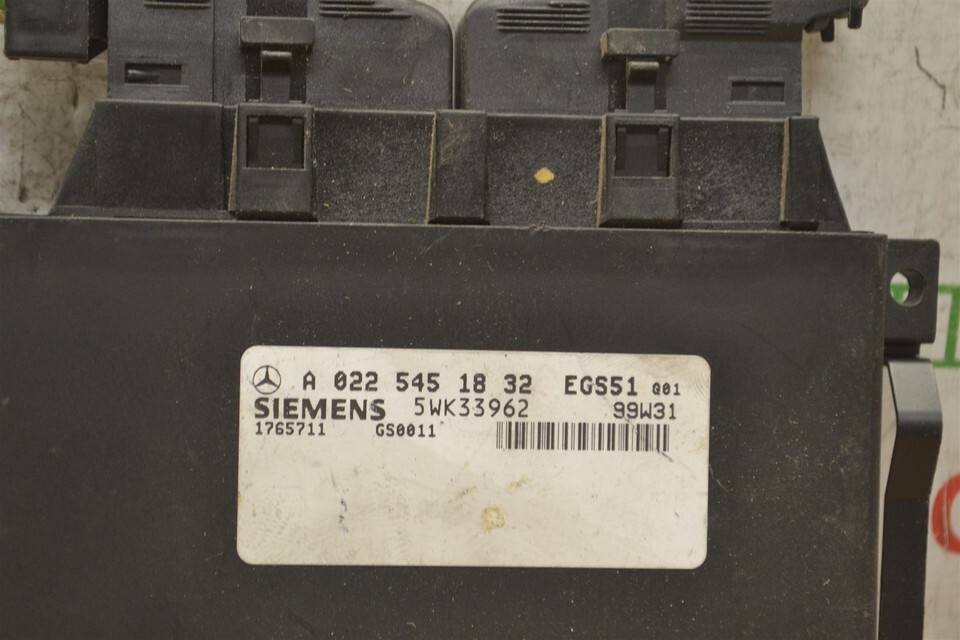 A 022 545 18 32 EGS51 Q01
SIEMENS 5WK33962 99W31
1765711 GS0011